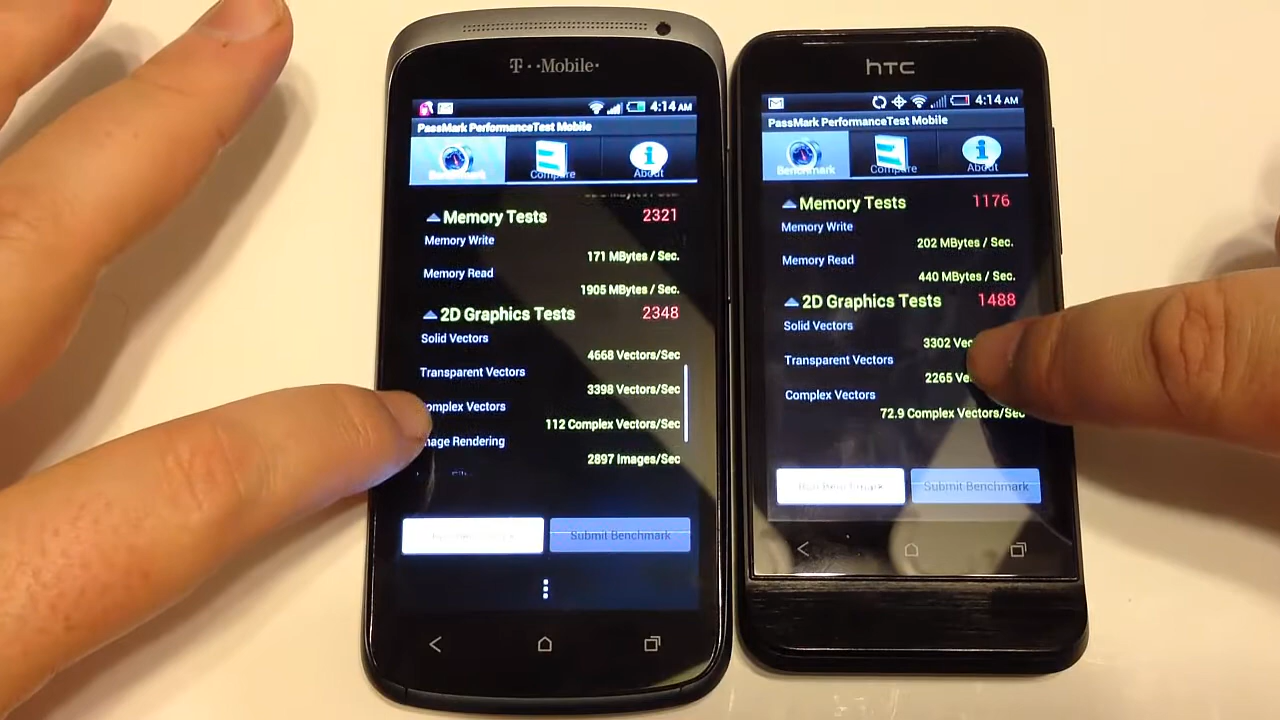 T··Mobile·
4:14 AM
PassMark PerformanceTest Mobile
Benchmark
Compare
About
Memory Tests 2321
Memory Write
171 MBytes / Sec.
Memory Read
1905 MBytes / Sec.
2D Graphics Tests 2348
Solid Vectors
4668 Vectors/Sec
Transparent Vectors
3398 Vectors/Sec
Complex Vectors
112 Complex Vectors/Sec
Image Rendering
2897 Images/Sec
Submit Benchmark
hTC
4:14 AM
PassMark PerformanceTest Mobile
Benchmark
Compare
About
Memory Tests 1176
Memory Write
202 MBytes / Sec.
Memory Read
440 MBytes / Sec.
2D Graphics Tests 1488
Solid Vectors
3302
Transparent Vectors
2265
Complex Vectors
72.9 Complex Vectors/Sec
Run Benchmark
Submit Benchmark